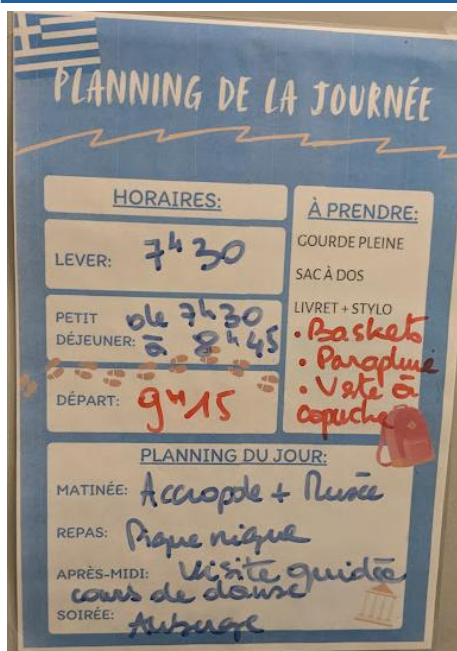 PLANNING DE LA JOURNÉE
HORAIRES:
LEVER: 7h30
PETIT
DÉJEUNER: de 7h30
à 8h45
DÉPART: 9h15
À PRENDRE:
GOURDE PLEINE
SAC À DOS
LIVRET + STYLO
• Baskets
• Parapluie
• Veste à
capuche
PLANNING DU JOUR:
MATINÉE: Accropole + Musée
REPAS: Pique nique
APRÈS-MIDI: Visite guidée
cours de danse
SOIRÉE: Auberge